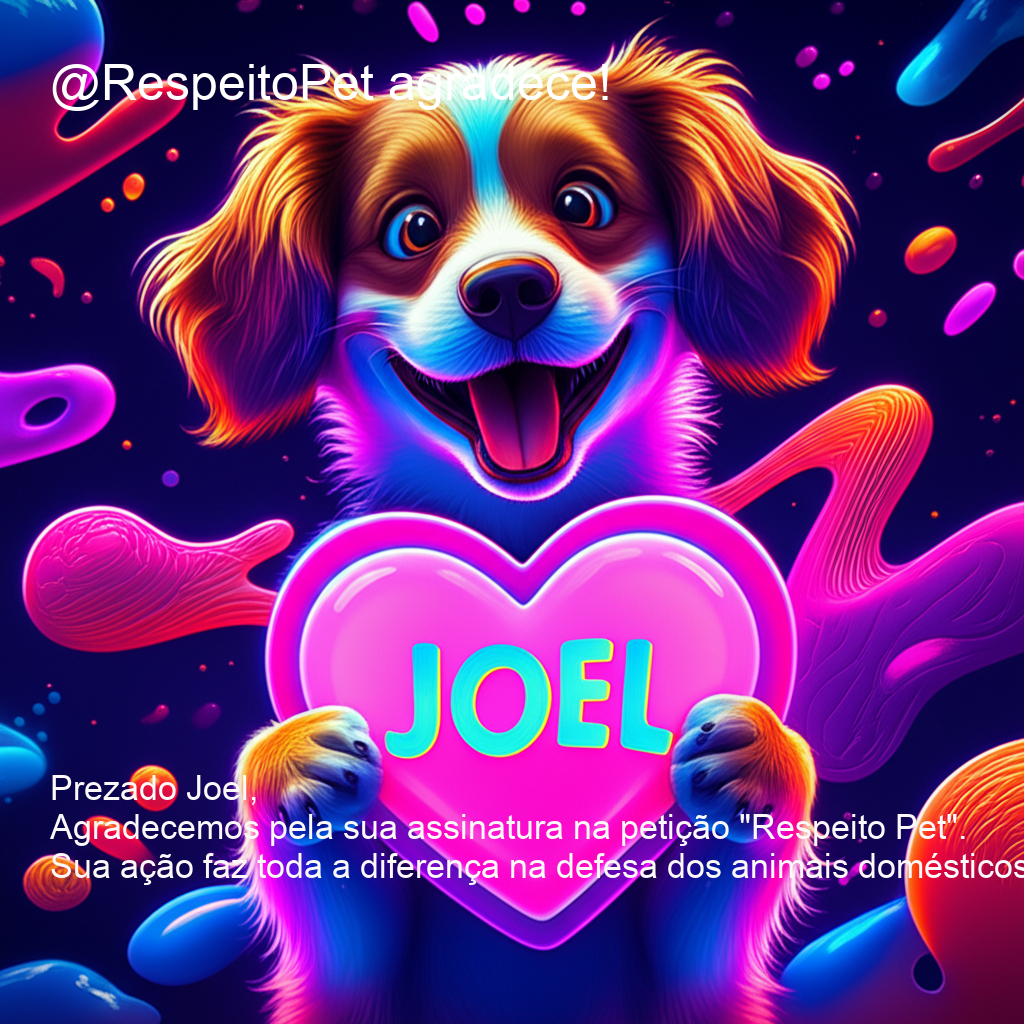 @RespeitoPet agradece!
JOEL
Prezado Joel,
Agradecemos pela sua assinatura na petição "Respeito Pet".
Sua ação faz toda a diferença na defesa dos animais domésticos